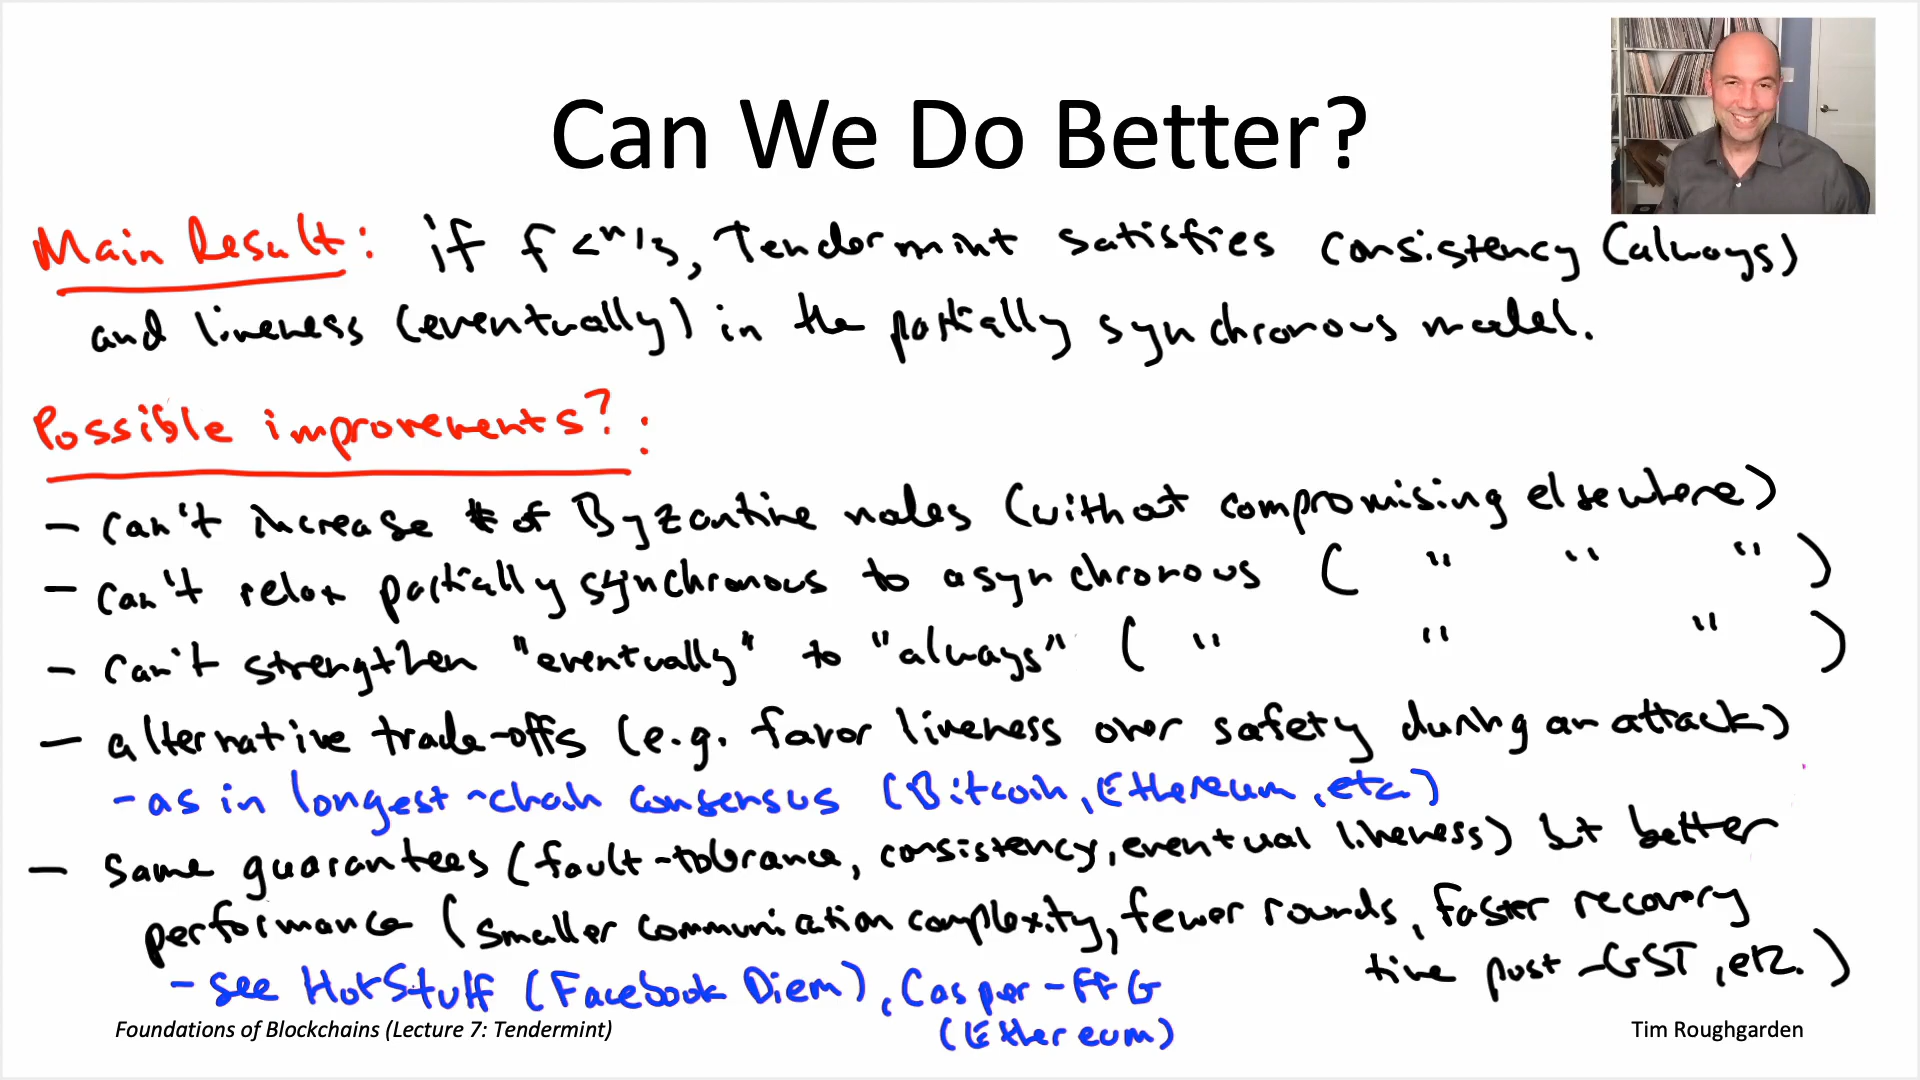 Can We Do Better?
Main Result: if f < n/3, Tendermint satisfies consistency (always)
and liveness (eventually) in the partially synchronous model.
Possible improvements?:
- can't increase # of Byzantine nodes (without compromising elsewhere)
- can't relax partially synchronous to asynchronous ( " " " )
- can't strengthen "eventually" to "always" ( " " " )
- alternative trade-offs (e.g. favor liveness over safety during an attack)
- as in longest-chain consensus (Bitcoin, Ethereum, etc.)
- same guarantees (fault-tolerance, consistency, eventual liveness) but better
performance (smaller communication complexity, fewer rounds, faster recovery
time post-GST, etc.)
- see HotStuff (Facebook Diem), Casper-FFG
(Ethereum)
Foundations of Blockchains (Lecture 7: Tendermint)
Tim Roughgarden